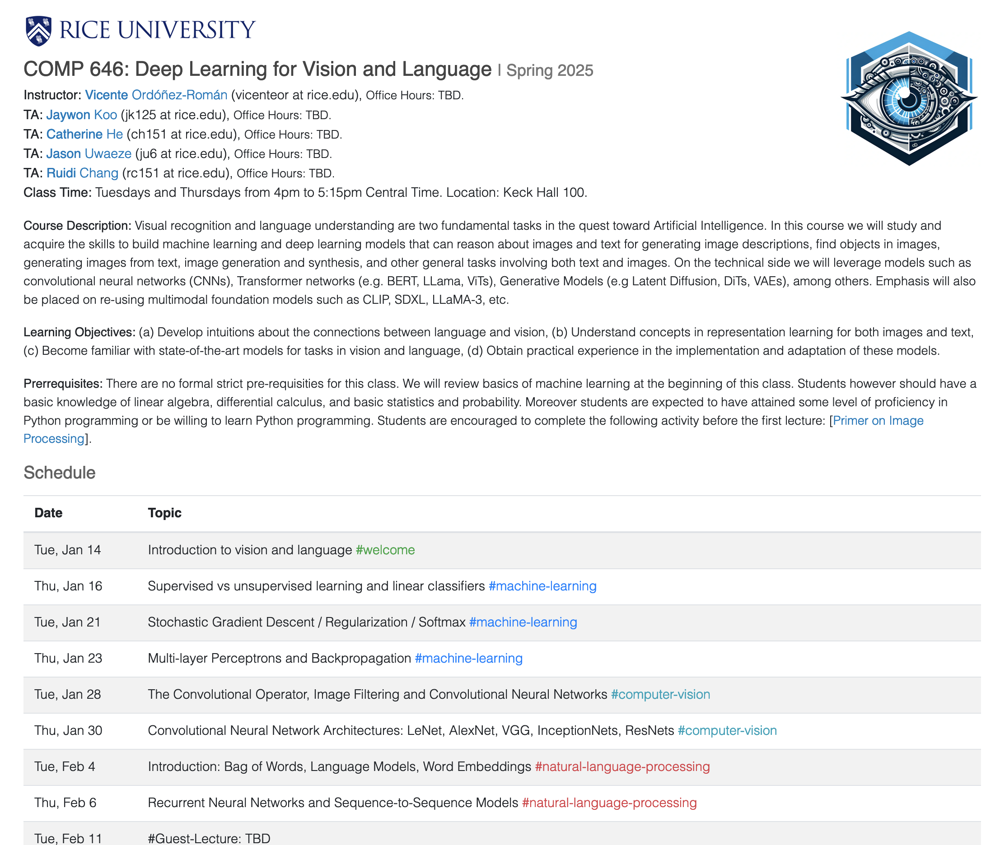 RICE UNIVERSITY
COMP 646: Deep Learning for Vision and Language | Spring 2025
Instructor: Vicente Ordóñez-Román (vicenteor at rice.edu), Office Hours: TBD.
TA: Jaywon Koo (jk125 at rice.edu), Office Hours: TBD.
TA: Catherine He (ch151 at rice.edu), Office Hours: TBD.
TA: Jason Uwaeze (ju6 at rice.edu), Office Hours: TBD.
TA: Ruidi Chang (rc151 at rice.edu), Office Hours: TBD.
Class Time: Tuesdays and Thursdays from 4pm to 5:15pm Central Time. Location: Keck Hall 100.
Course Description: Visual recognition and language understanding are two fundamental tasks in the quest toward Artificial Intelligence. In this course we will study and
acquire the skills to build machine learning and deep learning models that can reason about images and text for generating image descriptions, find objects in images,
generating images from text, image generation and synthesis, and other general tasks involving both text and images. On the technical side we will leverage models such as
convolutional neural networks (CNNs), Transformer networks (e.g. BERT, LLama, ViTs), Generative Models (e.g Latent Diffusion, DiTs, VAEs), among others. Emphasis will also
be placed on re-using multimodal foundation models such as CLIP, SDXL, LLaMA-3, etc.
Learning Objectives: (a) Develop intuitions about the connections between language and vision, (b) Understand concepts in representation learning for both images and text,
(c) Become familiar with state-of-the-art models for tasks in vision and language, (d) Obtain practical experience in the implementation and adaptation of these models.
Prerrequisites: There are no formal strict pre-requisities for this class. We will review basics of machine learning at the beginning of this class. Students however should have a
basic knowledge of linear algebra, differential calculus, and basic statistics and probability. Moreover students are expected to have attained some level of proficiency in
Python programming or be willing to learn Python programming. Students are encouraged to complete the following activity before the first lecture: [Primer on Image
Processing].
Schedule
Date Topic
Tue, Jan 14 Introduction to vision and language #welcome
Thu, Jan 16 Supervised vs unsupervised learning and linear classifiers #machine-learning
Tue, Jan 21 Stochastic Gradient Descent / Regularization / Softmax #machine-learning
Thu, Jan 23 Multi-layer Perceptrons and Backpropagation #machine-learning
Tue, Jan 28 The Convolutional Operator, Image Filtering and Convolutional Neural Networks #computer-vision
Thu, Jan 30 Convolutional Neural Network Architectures: LeNet, AlexNet, VGG, InceptionNets, ResNets #computer-vision
Tue, Feb 4 Introduction: Bag of Words, Language Models, Word Embeddings #natural-language-processing
Thu, Feb 6 Recurrent Neural Networks and Sequence-to-Sequence Models #natural-language-processing
Tue, Feb 11 #Guest-Lecture: TBD